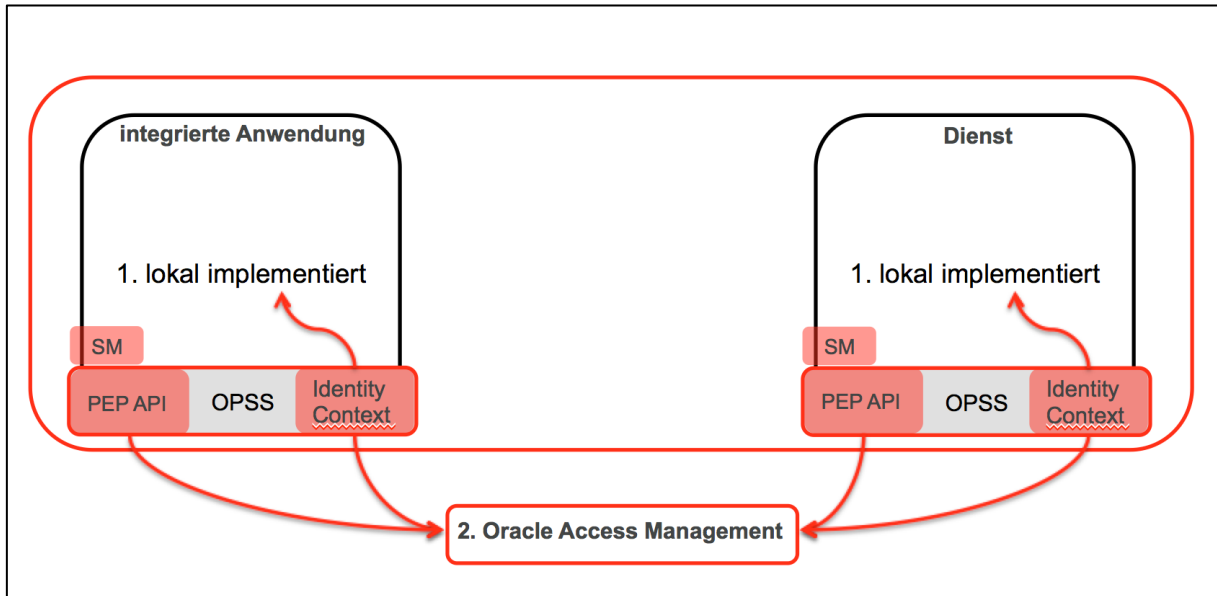 integrierte Anwendung
Dienst
1. lokal implementiert
1. lokal implementiert
SM
SM
PEP API
OPSS
Identity
Context
PEP API
OPSS
Identity
Context
2. Oracle Access Management